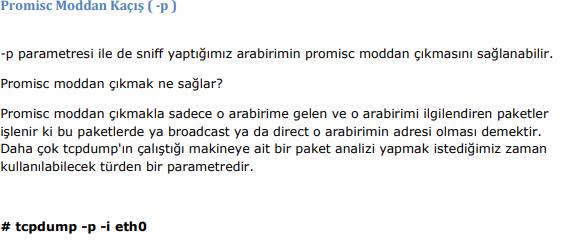 Promisc Moddan Kaçış ( -p )
-p parametresi ile de sniff yaptığımız arabirimin promisc moddan çıkmasını sağlanabilir.
Promisc moddan çıkmak ne sağlar?
Promisc moddan çıkmakla sadece o arabirime gelen ve o arabirimi ilgilendiren paketler
işlenir ki bu paketlerde ya broadcast ya da direct o arabirimin adresi olması demektir.
Daha çok tcpdump'ın çalıştığı makineye ait bir paket analizi yapmak istediğimiz zaman
kullanılabilecek türden bir parametredir.
# tcpdump -p -i eth0